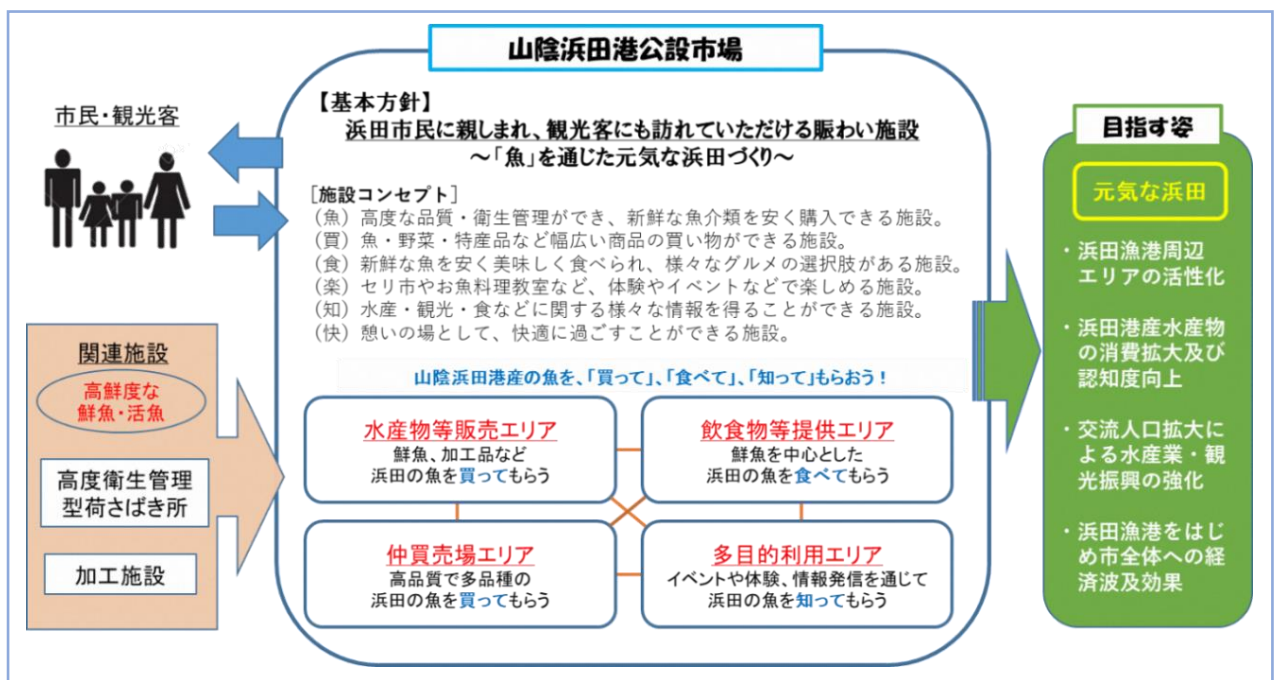 山陰浜田港公設市場
市民・観光客
【基本方針】
浜田市民に親しまれ、観光客にも訪れていただける賑わい施設
～「魚」を通じた元気な浜田づくり～
［施設コンセプト］
（魚）高度な品質・衛生管理ができ、新鮮な魚介類を安く購入できる施設。
（買）魚・野菜・特産品など幅広い商品の買い物ができる施設。
（食）新鮮な魚を安く美味しく食べられ、様々なグルメの選択肢がある施設。
（楽）セリ市やお魚料理教室など、体験やイベントなどで楽しめる施設。
（知）水産・観光・食などに関する様々な情報を得ることができる施設。
（快）憩いの場として、快適に過ごすことができる施設。
山陰浜田港産の魚を、「買って」、「食べて」、「知って」もらおう！
関連施設
高鮮度な
鮮魚・活魚
高度衛生管理
型荷さばき所
加工施設
水産物等販売エリア
鮮魚、加工品など
浜田の魚を買ってもらう
飲食物等提供エリア
鮮魚を中心とした
浜田の魚を食べてもらう
仲買売場エリア
高品質で多品種の
浜田の魚を買ってもらう
多目的利用エリア
イベントや体験、情報発信を通じて
浜田の魚を知ってもらう
目指す姿
元気な浜田
・浜田漁港周辺
エリアの活性化
・浜田港産水産物
の消費拡大及び
認知度向上
・交流人口拡大に
よる水産業・観
光振興の強化
・浜田漁港をはじ
め市全体への経
済波及効果